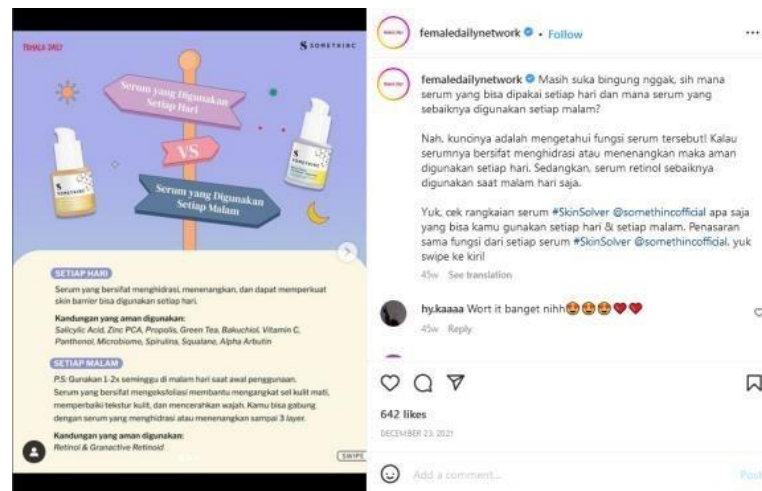 FEMALE DAILY
S SOMETHINC
Serum yang Digunakan
Setiap Hari
VS
Serum yang Digunakan
Setiap Malam
S
SOMETHINC
S
SOMETHINC
SETIAP HARI
Serum yang bersifat menghidrasi, menenangkan, dan dapat memperkuat
skin barrier bisa digunakan setiap hari.
Kandungan yang aman digunakan:
Salicylic Acid, Zinc PCA, Propolis, Green Tea, Bakuchiol, Vitamin C,
Panthenol, Microbiome, Spirulina, Squalane, Alpha Arbutin
SETIAP MALAM
P.S: Gunakan 1-2x seminggu di malam hari saat awal penggunaan.
Serum yang bersifat mengeksfoliasi membantu mengangkat sel kulit mati,
memperbaiki tekstur kulit, dan mencerahkan wajah. Kamu bisa gabung
dengan serum yang menghidrasi atau menenangkan sampai 3 layer.
Kandungan yang aman digunakan:
Retinol & Granactive Retinoid
SWIPE
femaledailynetwork • Follow
femaledailynetwork Masih suka bingung nggak, sih mana
serum yang bisa dipakai setiap hari dan mana serum yang
sebaiknya digunakan setiap malam?
Nah, kuncinya adalah mengetahui fungsi serum tersebut! Kalau
serumnya bersifat menghidrasi atau menenangkan maka aman
digunakan setiap hari. Sedangkan, serum retinol sebaiknya
digunakan saat malam hari saja.
Yuk, cek rangkaian serum #SkinSolver @somethincofficial apa saja
yang bisa kamu gunakan setiap hari & setiap malam. Penasaran
sama fungsi dari setiap serum #SkinSolver @somethincofficial, yuk
swipe ke kiri!
45w See translation
hy.kaaaa Wort it banget nihh😍😍😍❤❤
45w Reply
642 likes
DECEMBER 23, 2021
Add a comment...
Post